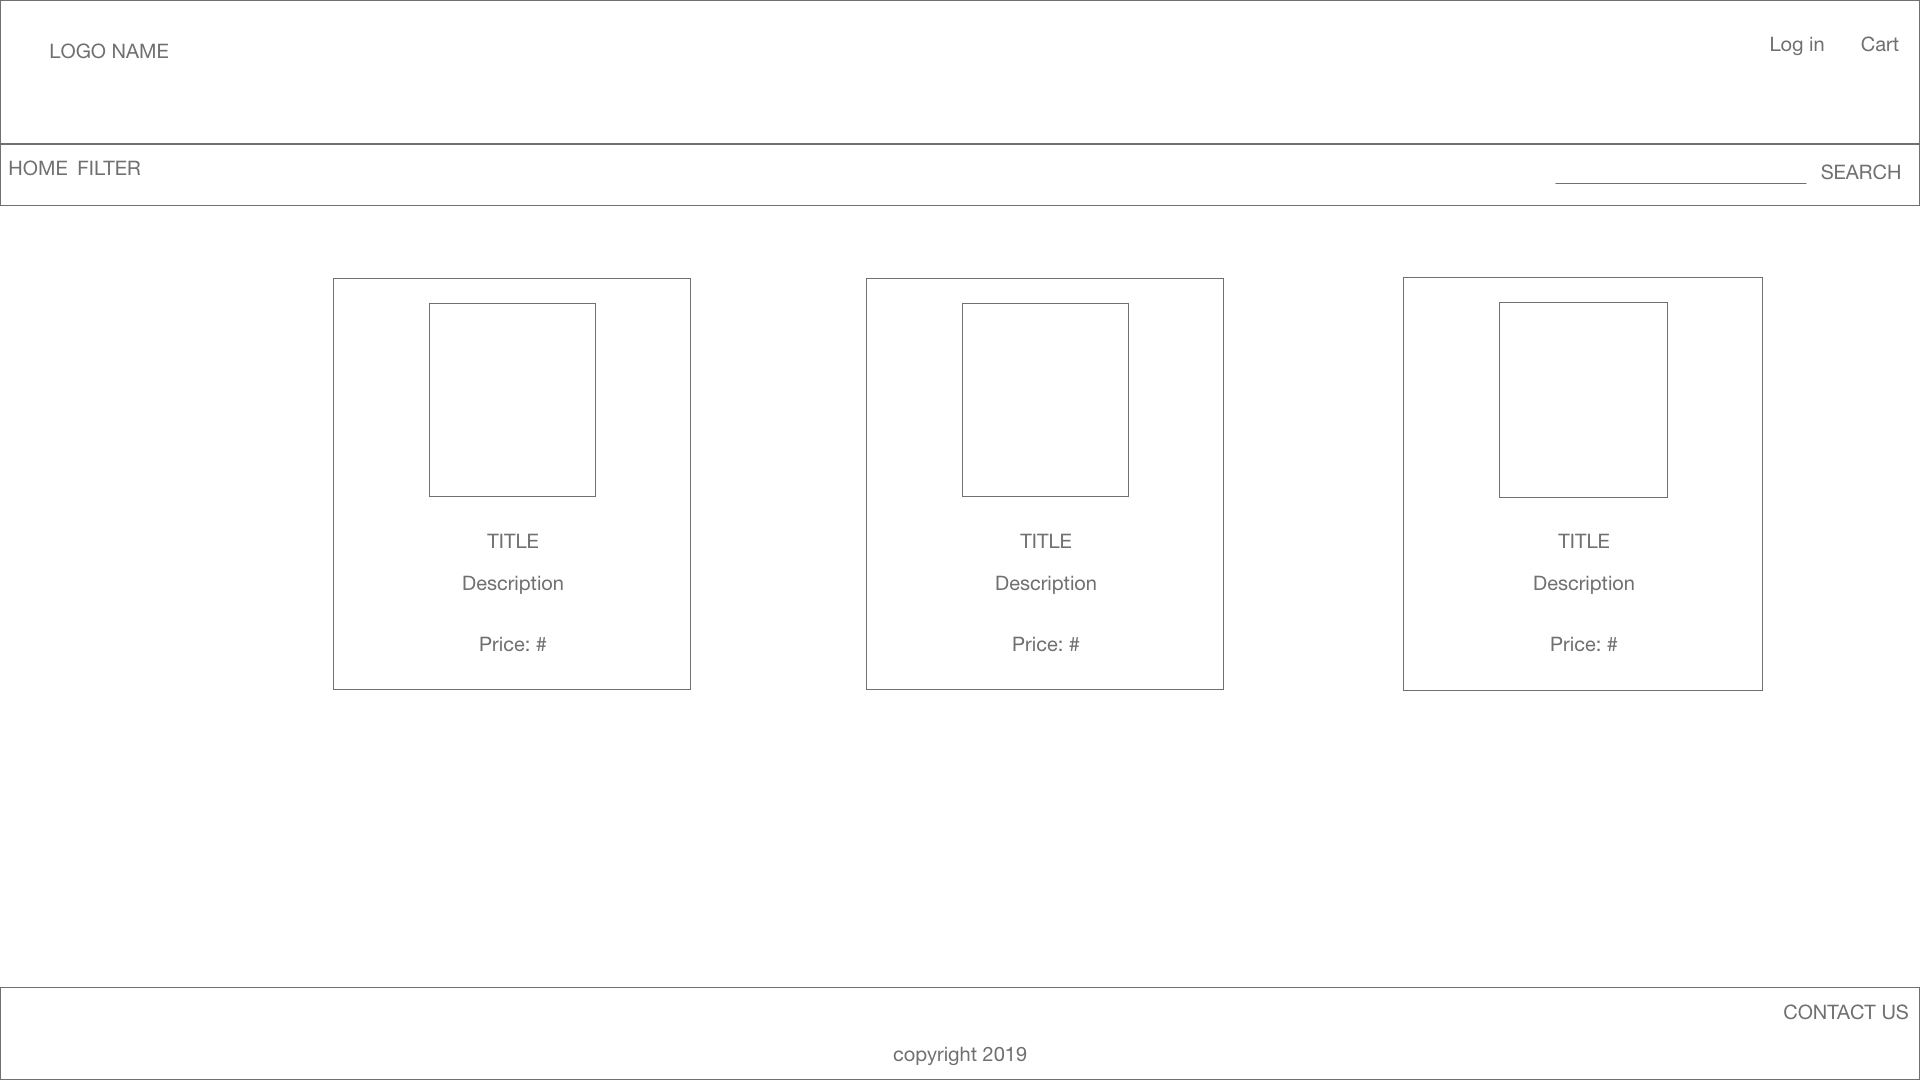 LOGO NAME
Log in Cart
HOME FILTER
SEARCH
TITLE
Description
Price: #
TITLE
Description
Price: #
TITLE
Description
Price: #
CONTACT US
copyright 2019